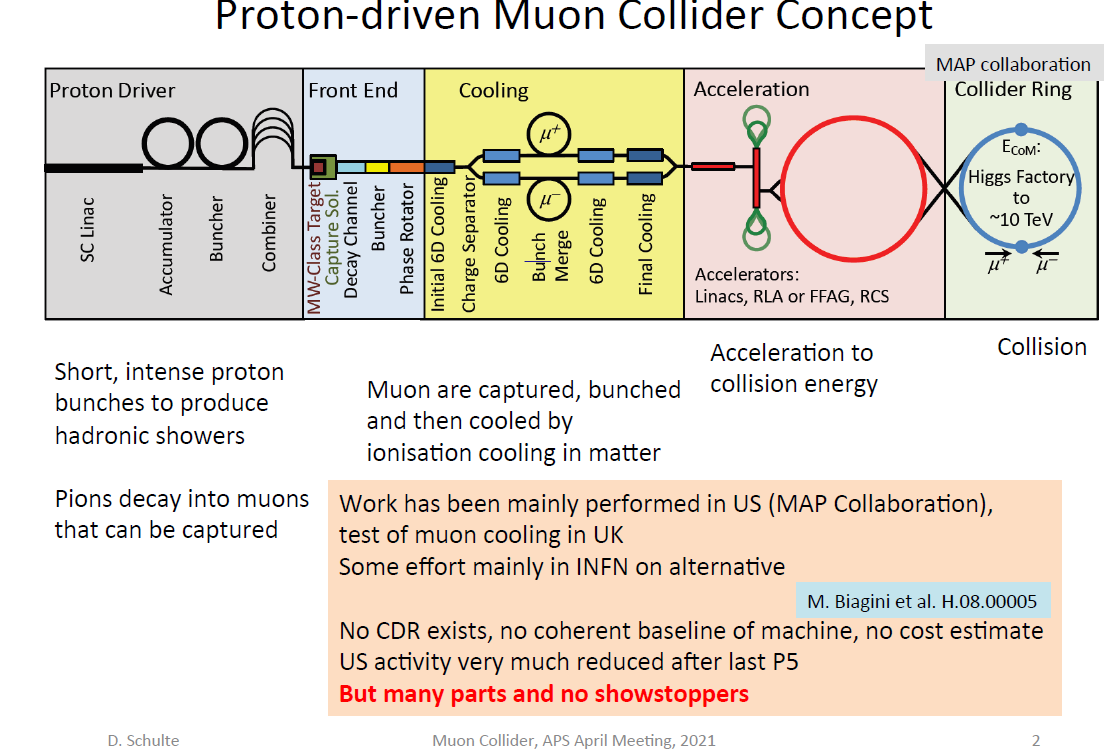 Proton-driven Muon Collider Concept
MAP collaboration
Proton Driver
Front End
Cooling
Acceleration
Collider Ring
SC Linac
Accumulator
Buncher
Combiner
MW-Class Target
Capture Sol.
Decay Channel
Buncher
Phase Rotator
Initial 6D Cooling
Charge Separator
6D Cooling
Bunch
Merge
6D Cooling
Final Cooling
μ+
μ−
Accelerators:
Linacs, RLA or FFAG, RCS
ECoM:
Higgs Factory
to
~10 TeV
μ+ μ−
Short, intense proton
bunches to produce
hadronic showers
Pions decay into muons
that can be captured
Muon are captured, bunched
and then cooled by
ionisation cooling in matter
Acceleration to
collision energy
Collision
Work has been mainly performed in US (MAP Collaboration),
test of muon cooling in UK
Some effort mainly in INFN on alternative
M. Biagini et al. H.08.00005
No CDR exists, no coherent baseline of machine, no cost estimate
US activity very much reduced after last P5
But many parts and no showstoppers
D. Schulte
Muon Collider, APS April Meeting, 2021
2